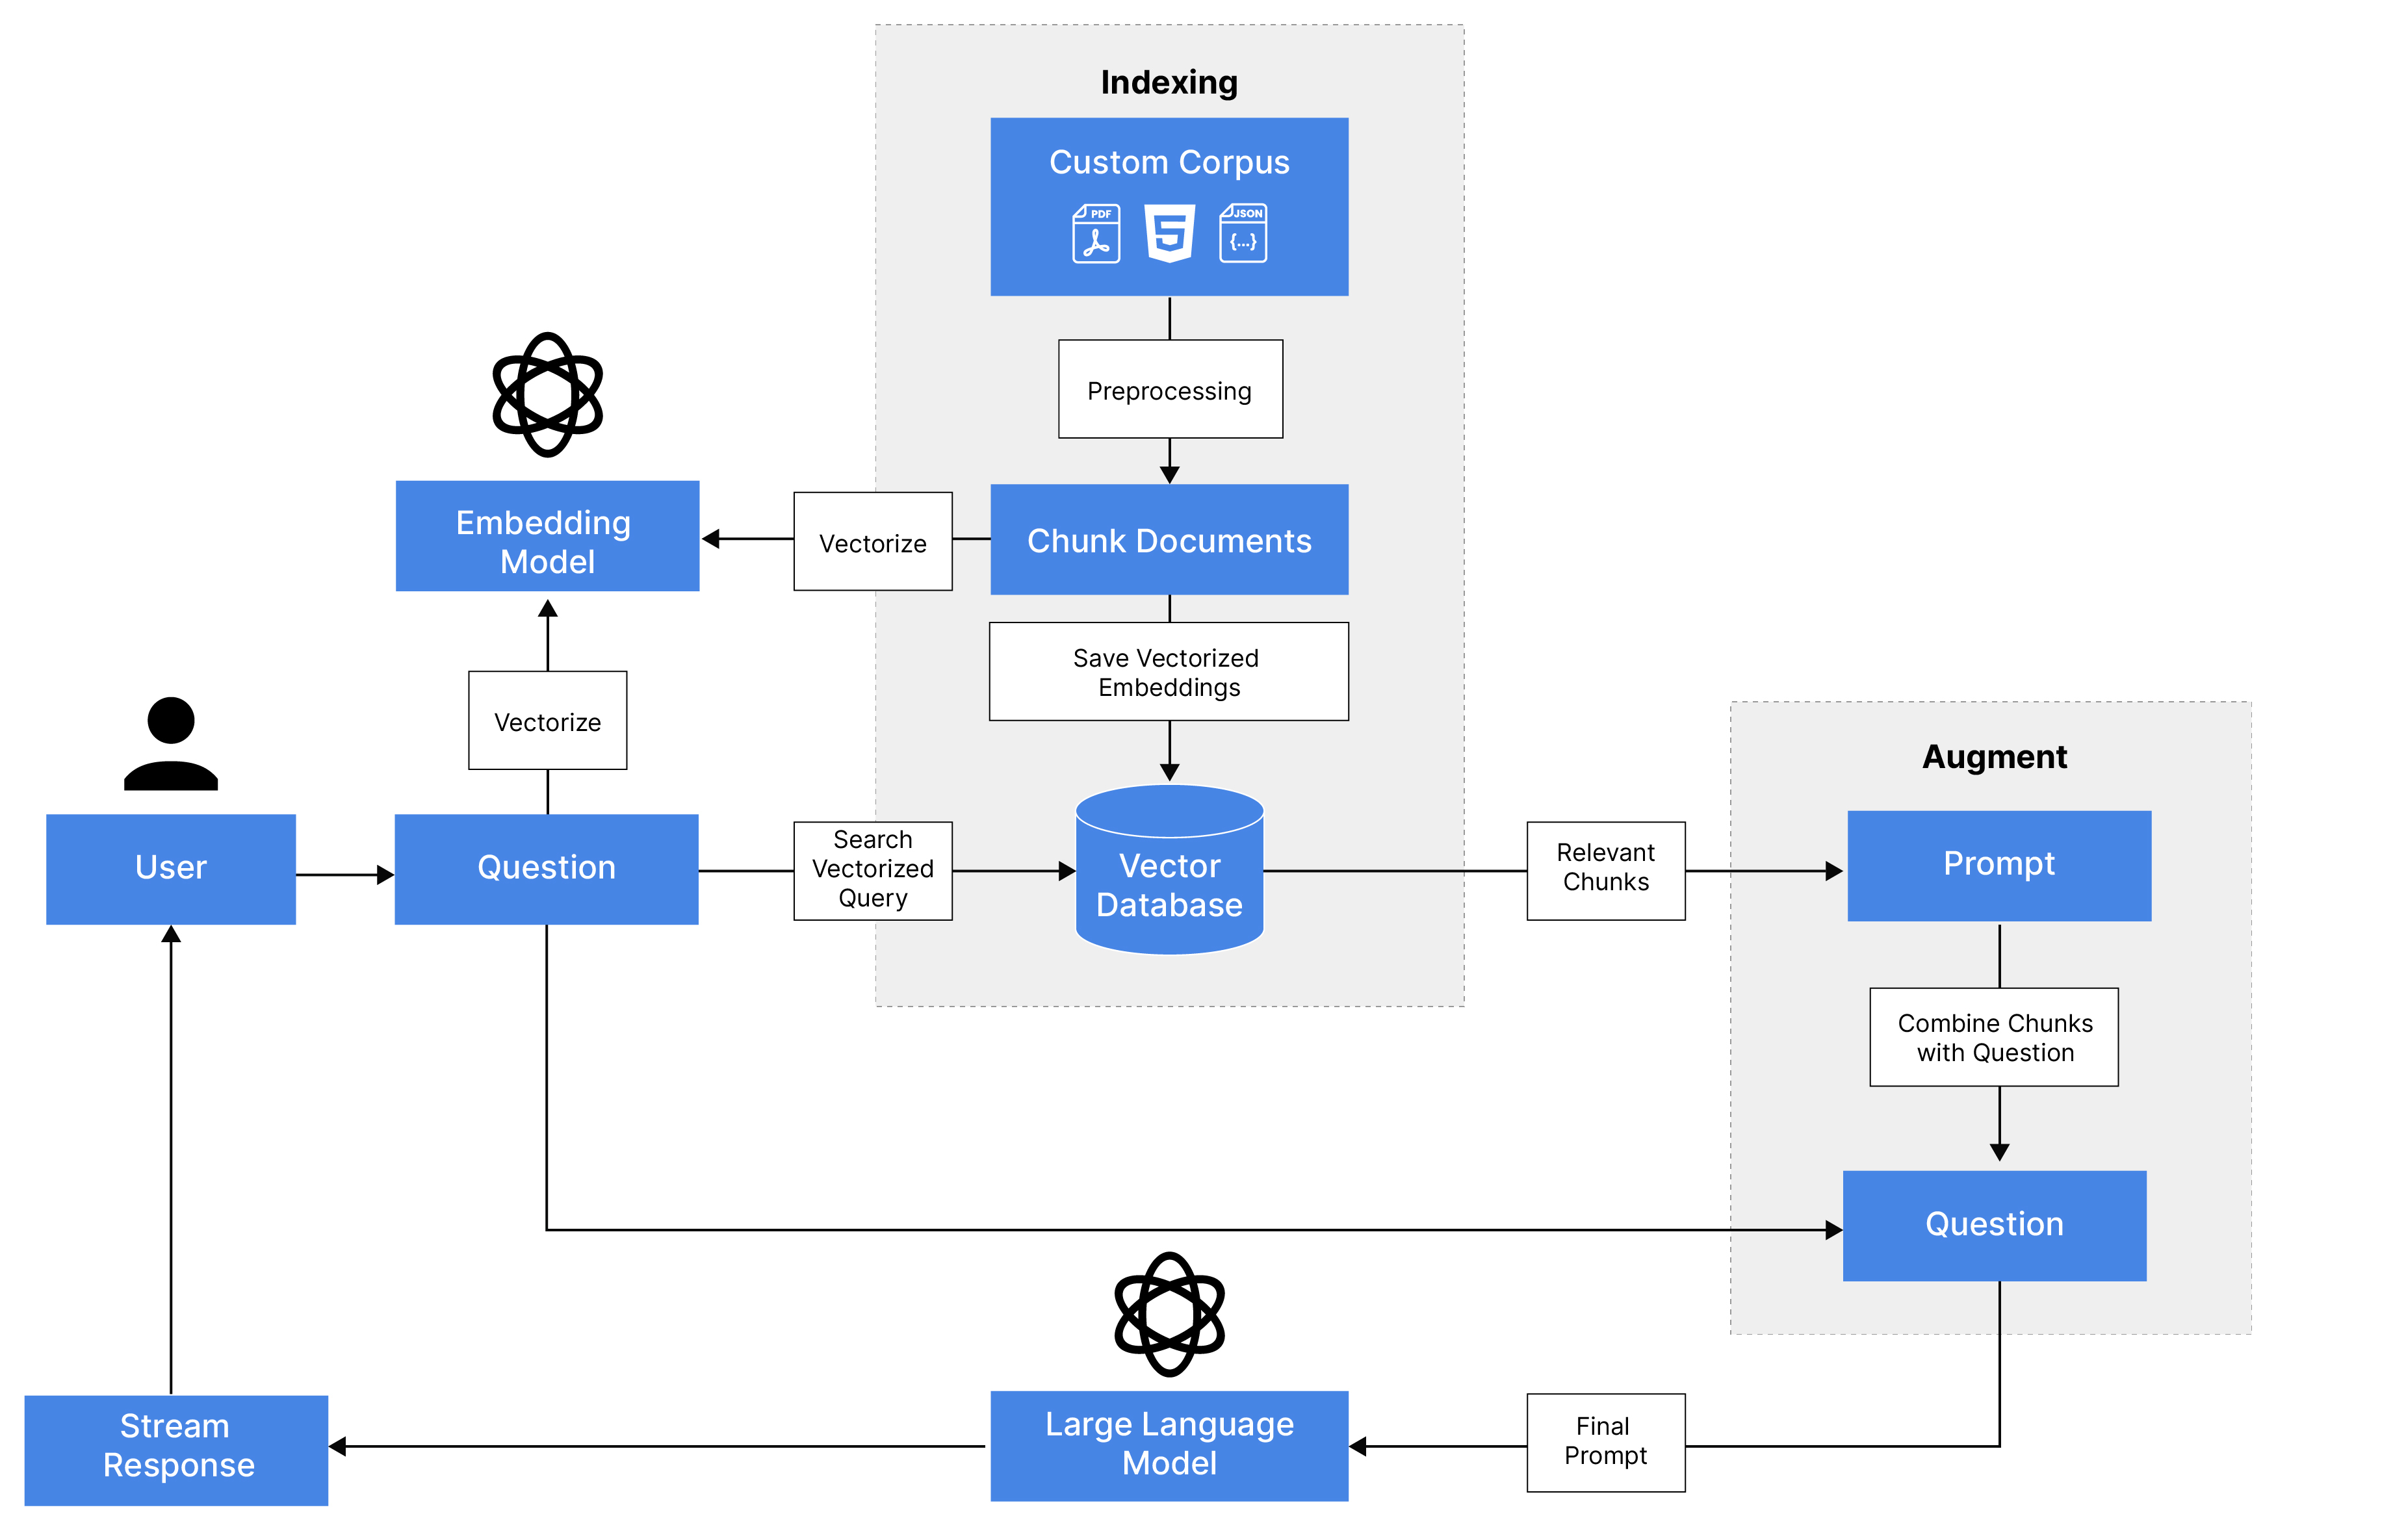 Indexing
Custom Corpus
PDF
JSON
{...}
Preprocessing
Embedding
Model
Vectorize
Chunk Documents
Save Vectorized
Embeddings
Vectorize
Augment
User
Question
Search
Vectorized
Query
Vector
Database
Relevant
Chunks
Prompt
Combine Chunks
with Question
Question
Stream
Response
Large Language
Model
Final
Prompt